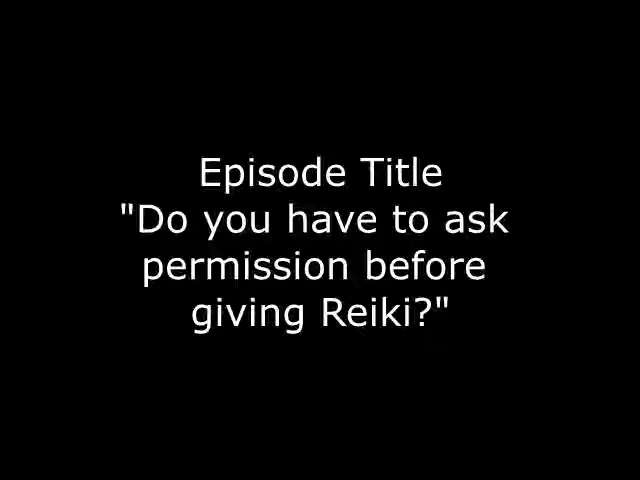 Episode Title
"Do you have to ask
permission before
giving Reiki?"